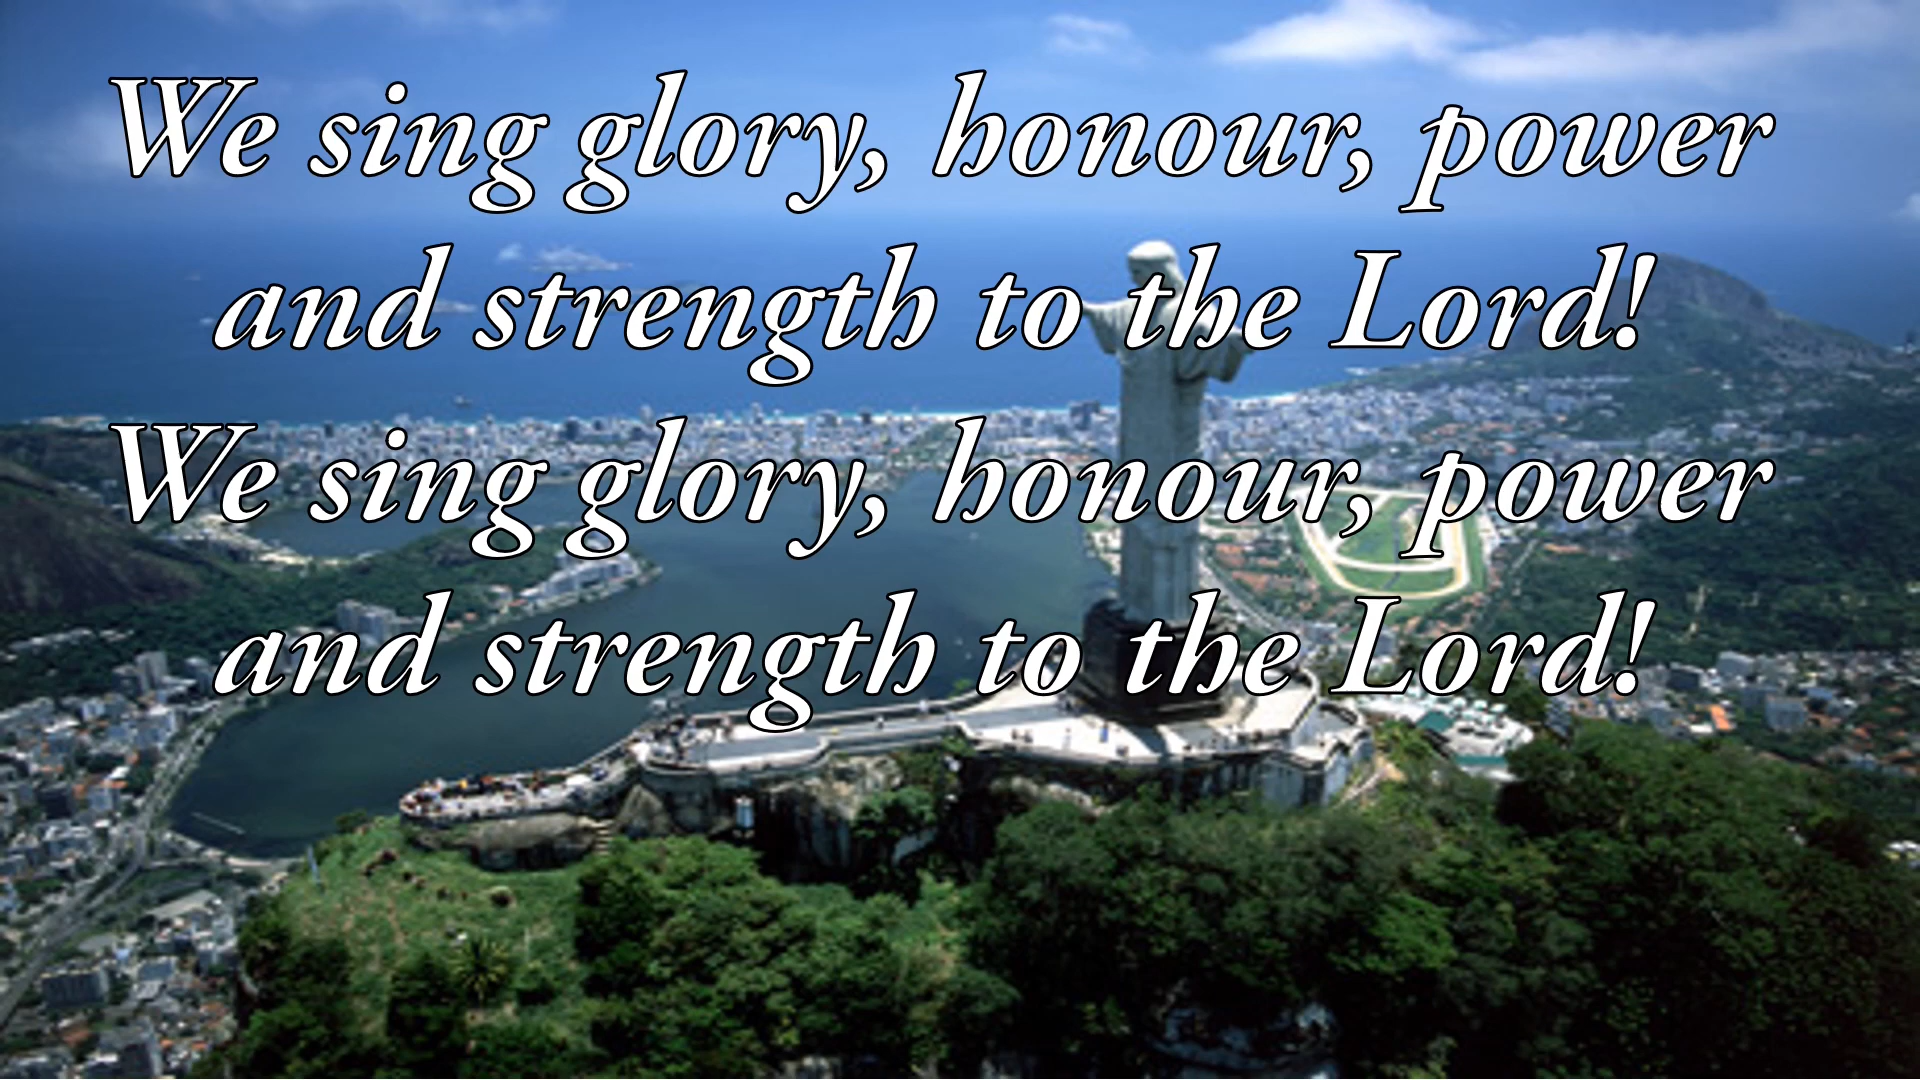 We sing glory, honour, power
and strength to the Lord!
We sing glory, honour, power
and strength to the Lord!